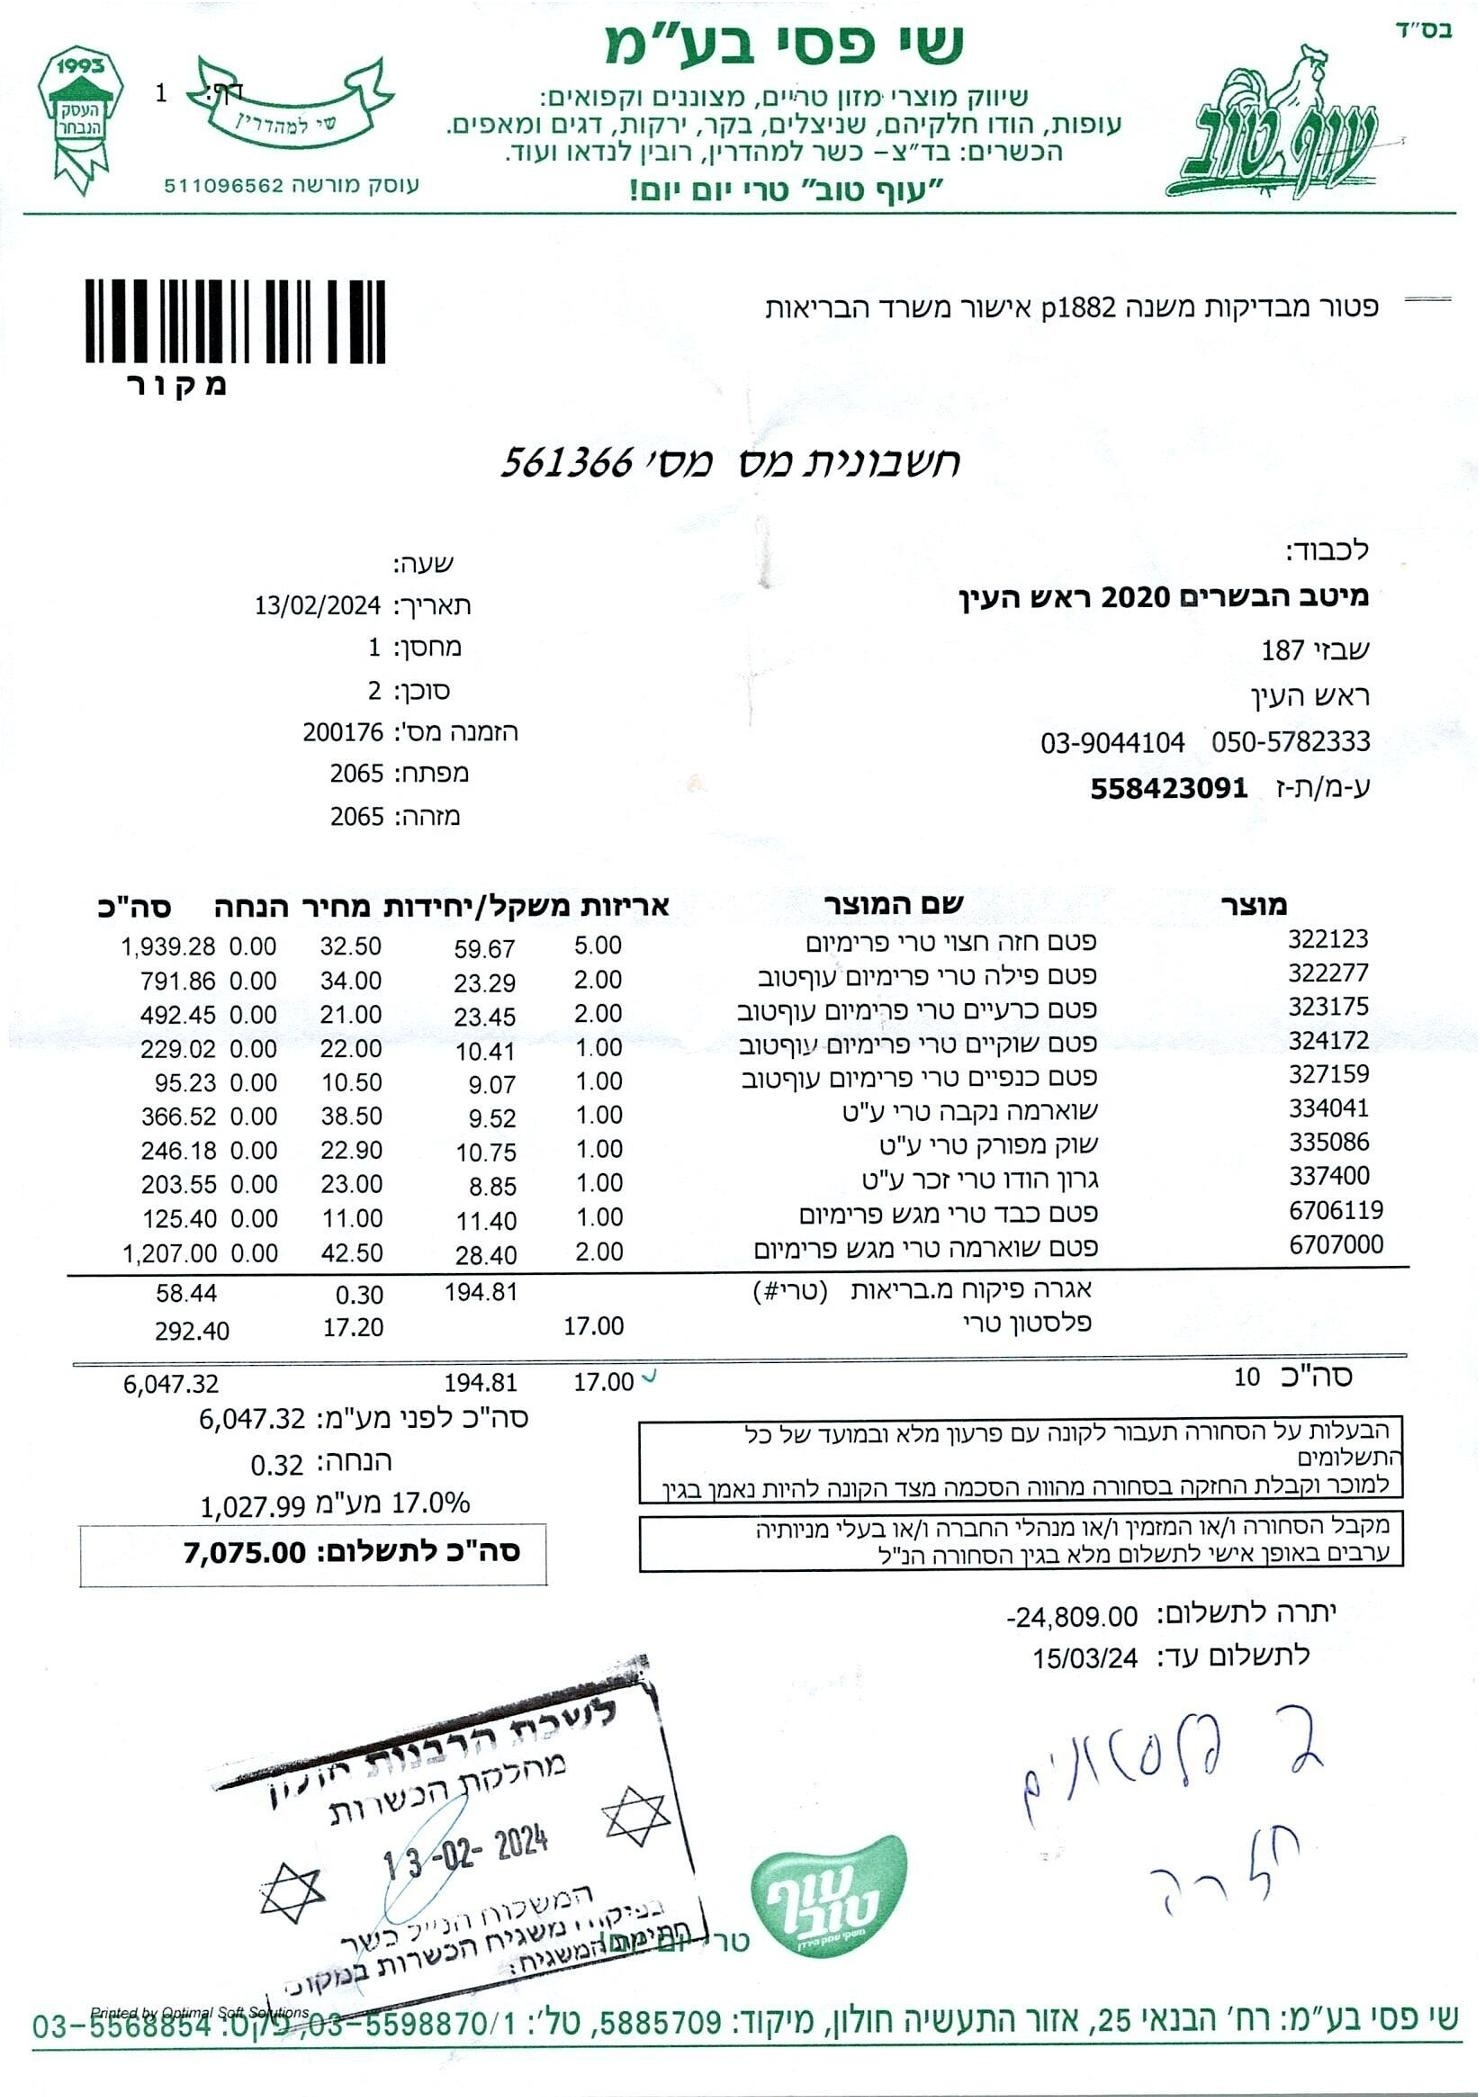 בס"ד
שי פסי בע"מ
שיווק מוצרי מזון טריים, מצוננים וקפואים:
עופות, הודו חלקיהם, שניצלים, בקר, ירקות, דגים ומאפים.
הכשרים: בד"צ – כשר למהדרין, רובין לנדאו ועוד.
"עוף טוב" טרי יום יום!
עוף טוב
דף: 1
שי למהדרין
1993
העסק
הנבחר
עוסק מורשה 511096562
פטור מבדיקות משנה p1882 אישור משרד הבריאות
מקור
חשבונית מס מס' 561366
לכבוד:
מיטב הבשרים 2020 ראש העין
שבזי 187
ראש העין
03-9044104 050-5782333
ע-מ/ת-ז 558423091
שעה:
תאריך: 13/02/2024
מחסן: 1
סוכן: 2
הזמנה מס': 200176
מפתח: 2065
מזהה: 2065
מוצר שם המוצר אריזות משקל/יחידות מחיר הנחה סה"כ
322123 פטם חזה חצוי טרי פרימיום 5.00 59.67 32.50 0.00 1,939.28
322277 פטם פילה טרי פרימיום עוףטוב 2.00 23.29 34.00 0.00 791.86
323175 פטם כרעיים טרי פרימיום עוףטוב 2.00 23.45 21.00 0.00 492.45
324172 פטם שוקיים טרי פרימיום עוףטוב 1.00 10.41 22.00 0.00 229.02
327159 פטם כנפיים טרי פרימיום עוףטוב 1.00 9.07 10.50 0.00 95.23
334041 שוארמה נקבה טרי ע"ט 1.00 9.52 38.50 0.00 366.52
335086 שוק מפורק טרי ע"ט 1.00 10.75 22.90 0.00 246.18
337400 גרון הודו טרי זכר ע"ט 1.00 8.85 23.00 0.00 203.55
6706119 פטם כבד טרי מגש פרימיום 1.00 11.40 11.00 0.00 125.40
6707000 פטם שוארמה טרי מגש פרימיום 2.00 28.40 42.50 0.00 1,207.00
אגרה פיקוח מ.בריאות (טרי#) 194.81 0.30 58.44
פלסטון טרי 17.00 17.20 292.40
סה"כ 10 17.00 194.81 6,047.32
סה"כ לפני מע"מ: 6,047.32
הנחה: 0.32
17.0% מע"מ 1,027.99
סה"כ לתשלום: 7,075.00
הבעלות על הסחורה תעבור לקונה עם פרעון מלא ובמועד של כל
התשלומים
למוכר וקבלת החזקה בסחורה מהווה הסכמה מצד הקונה להיות נאמן בגין
מקבל הסחורה ו/או המזמין ו/או מנהלי החברה ו/או בעלי מניותיה
ערבים באופן אישי לתשלום מלא בגין הסחורה הנ"ל
יתרה לתשלום: -24,809.00
לתשלום עד: 15/03/24
חזרה
לשכת הרבנות חולון
מחלקת הכשרות
13-02-2024
המשלוח הנ"ל כשר
בפיקוח משגיח הכשרות במקום
חתימת המשגיח:
עוף
טוב
משקי עמק הירדן
טרי יום יום!
Printed by Optimal Soft Solutions
שי פסי בע"מ: רח' הבנאי 25, אזור התעשיה חולון, מיקוד: 5885709, טל': 03-5598870/1, פקס: 03-5568854